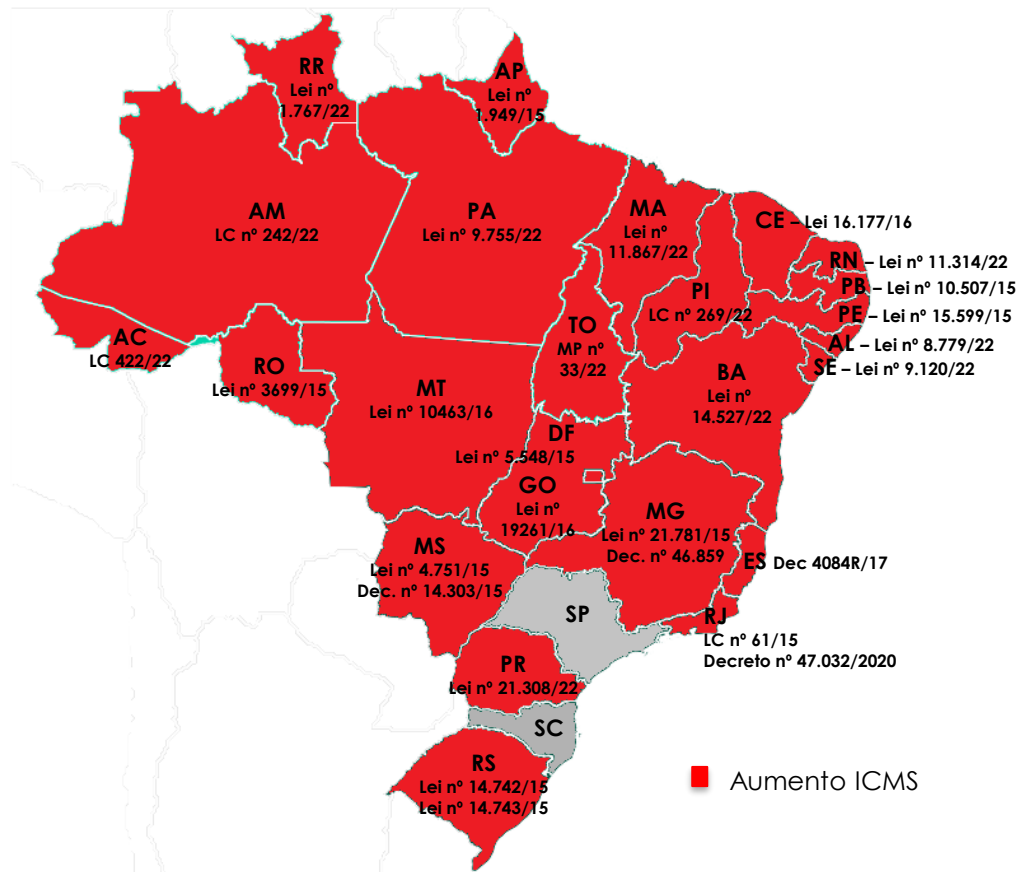 RR
Lei nº
1.767/22
AP
Lei nº
1.949/15
AM
LC nº 242/22
PA
Lei nº 9.755/22
MA
Lei nº
11.867/22
CE – Lei 16.177/16
RN – Lei nº 11.314/22
PB – Lei nº 10.507/15
PE – Lei nº 15.599/15
AL – Lei nº 8.779/22
SE – Lei nº 9.120/22
PI
LC nº 269/22
TO
MP nº
33/22
AC
LC 422/22
RO
Lei nº 3699/15
MT
Lei nº 10463/16
BA
Lei nº
14.527/22
DF
Lei nº 5.548/15
GO
Lei nº
19261/16
MG
Lei nº 21.781/15
Dec. nº 46.859
ES Dec 4084R/17
MS
Lei nº 4.751/15
Dec. nº 14.303/15
SP
RJ
LC nº 61/15
Decreto nº 47.032/2020
PR
Lei nº 21.308/22
SC
RS
Lei nº 14.742/15
Lei nº 14.743/15
Aumento ICMS